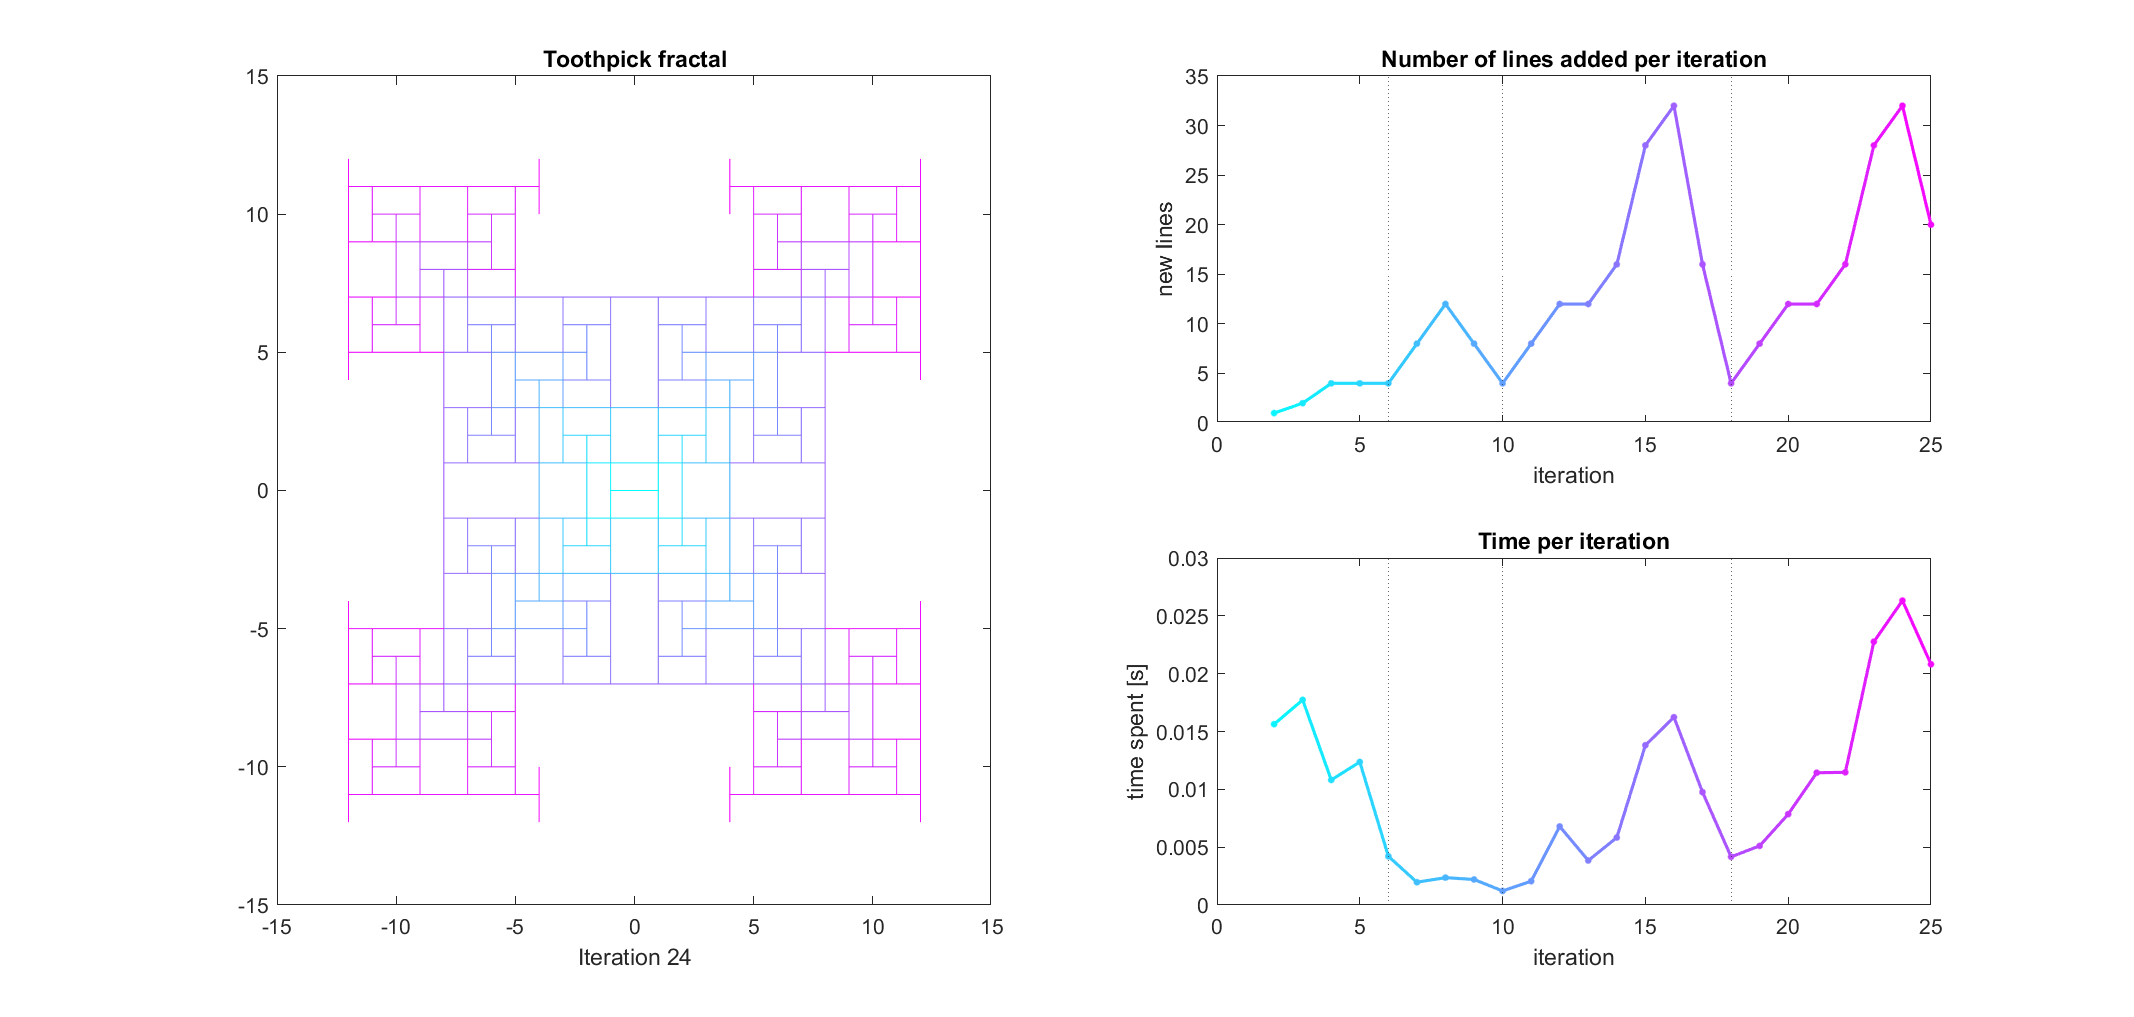 Toothpick fractal
15
10
5
0
-5
-10
-15
-15 -10 -5 0 5 10 15
Iteration 24
Number of lines added per iteration
new lines
35
30
25
20
15
10
5
0
0 5 10 15 20 25
iteration
Time per iteration
time spent [s]
0.03
0.025
0.02
0.015
0.01
0.005
0
0 5 10 15 20 25
iteration